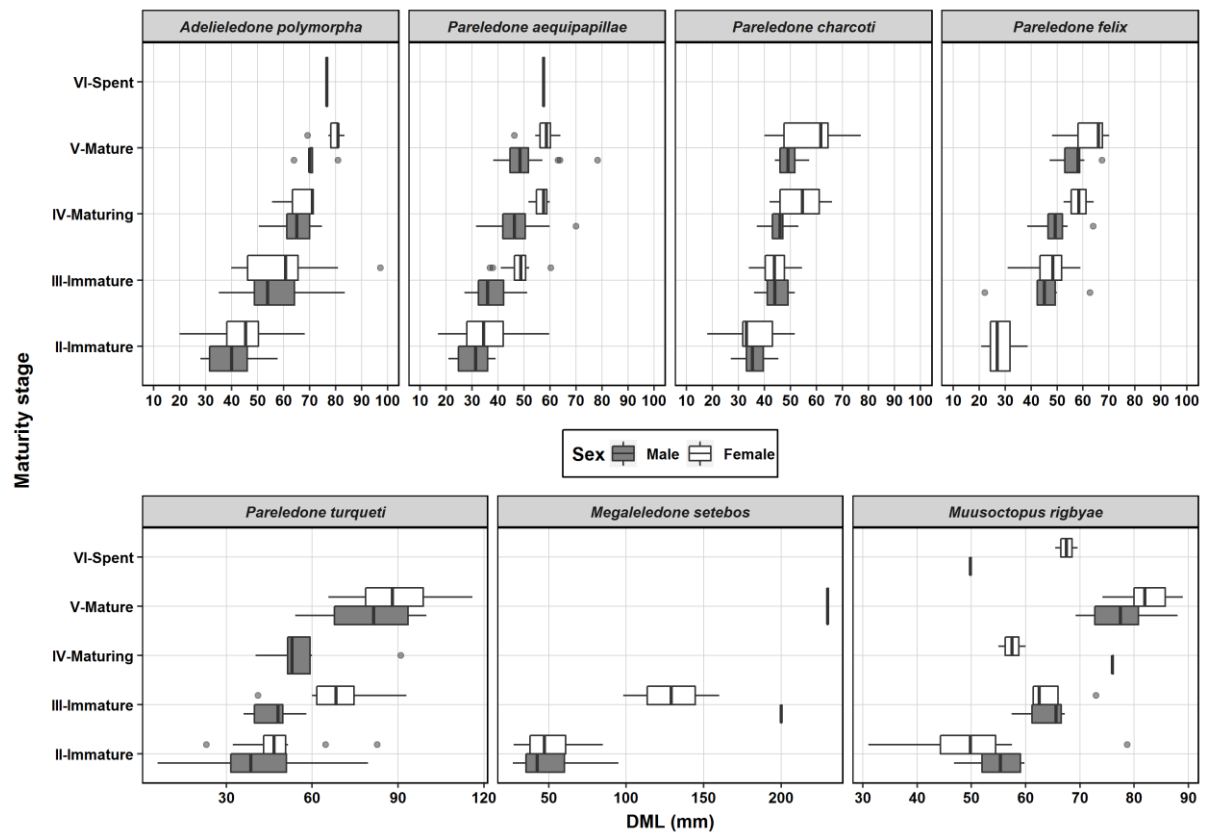 Adelieledone polymorpha Pareledone aequipapillae Pareledone charcoti Pareledone felix
VI-Spent
V-Mature
IV-Maturing
III-Immature
II-Immature
10 20 30 40 50 60 70 80 90 100 10 20 30 40 50 60 70 80 90 100 10 20 30 40 50 60 70 80 90 100 10 20 30 40 50 60 70 80 90 100
Maturity stage
Sex Male Female
Pareledone turqueti Megaleledone setebos Muusoctopus rigbyae
VI-Spent
V-Mature
IV-Maturing
III-Immature
II-Immature
30 60 90 120 50 100 150 200 30 40 50 60 70 80 90
DML (mm)